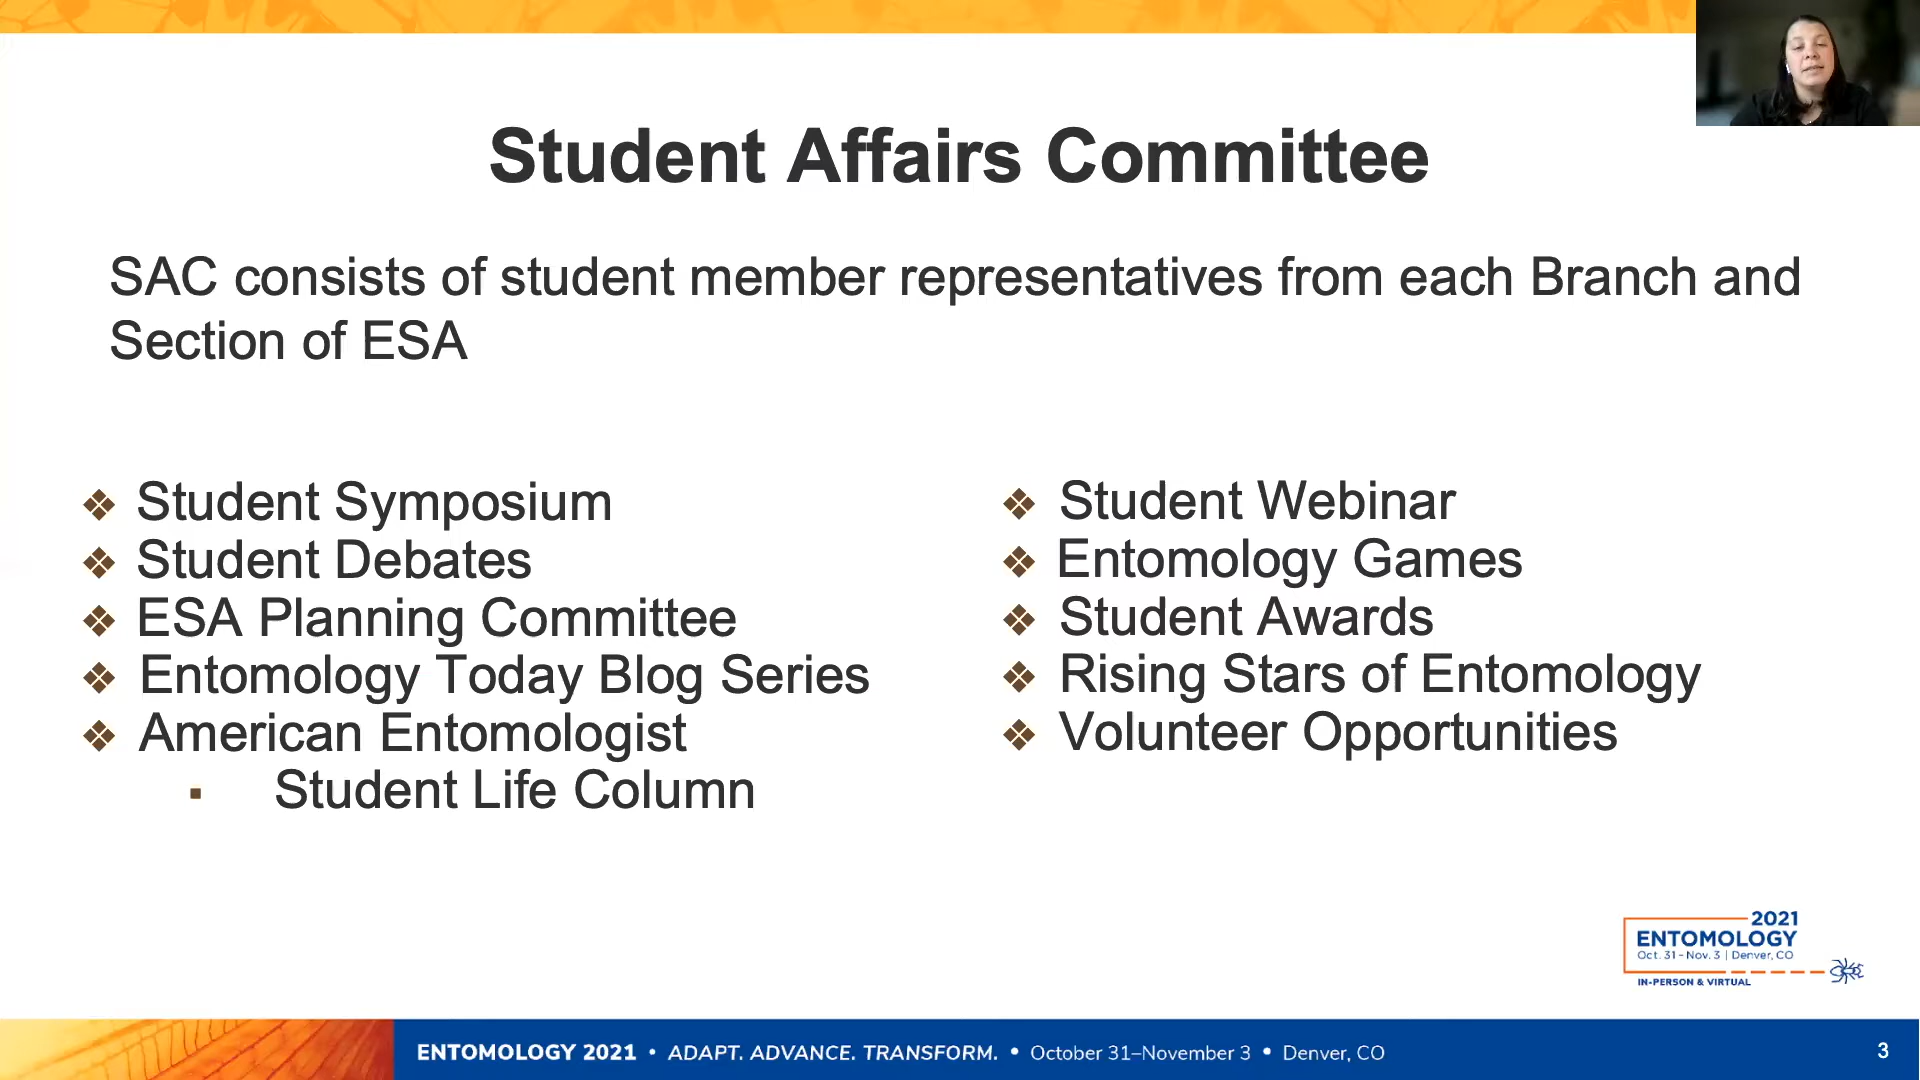 Student Affairs Committee
SAC consists of student member representatives from each Branch and
Section of ESA
❖ Student Symposium
❖ Student Debates
❖ ESA Planning Committee
❖ Entomology Today Blog Series
❖ American Entomologist
▪ Student Life Column
❖ Student Webinar
❖ Entomology Games
❖ Student Awards
❖ Rising Stars of Entomology
❖ Volunteer Opportunities
2021
ENTOMOLOGY
Oct. 31 - Nov. 3 | Denver, CO
IN-PERSON & VIRTUAL
ENTOMOLOGY 2021 • ADAPT. ADVANCE. TRANSFORM. • October 31–November 3 • Denver, CO
3